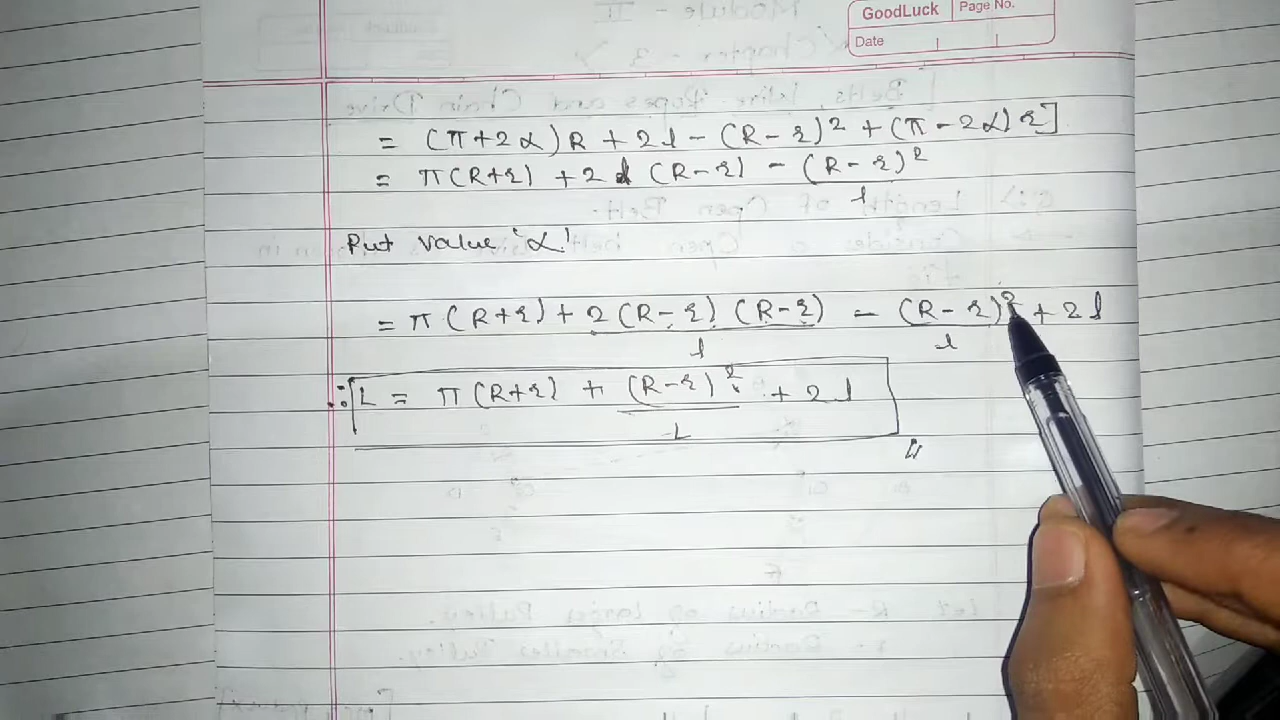 GoodLuck Page No.
Date
= (π+2α)R + 2l - (R-r)² + (π-2α)r]
= π(R+r) + 2α(R-r) - (R-r)²/l
Put value 'α'
= π(R+r) + 2(R-r)(R-r)/l - (R-r)²/l + 2l
∴ L = π(R+r) + (R-r)²/L + 2l